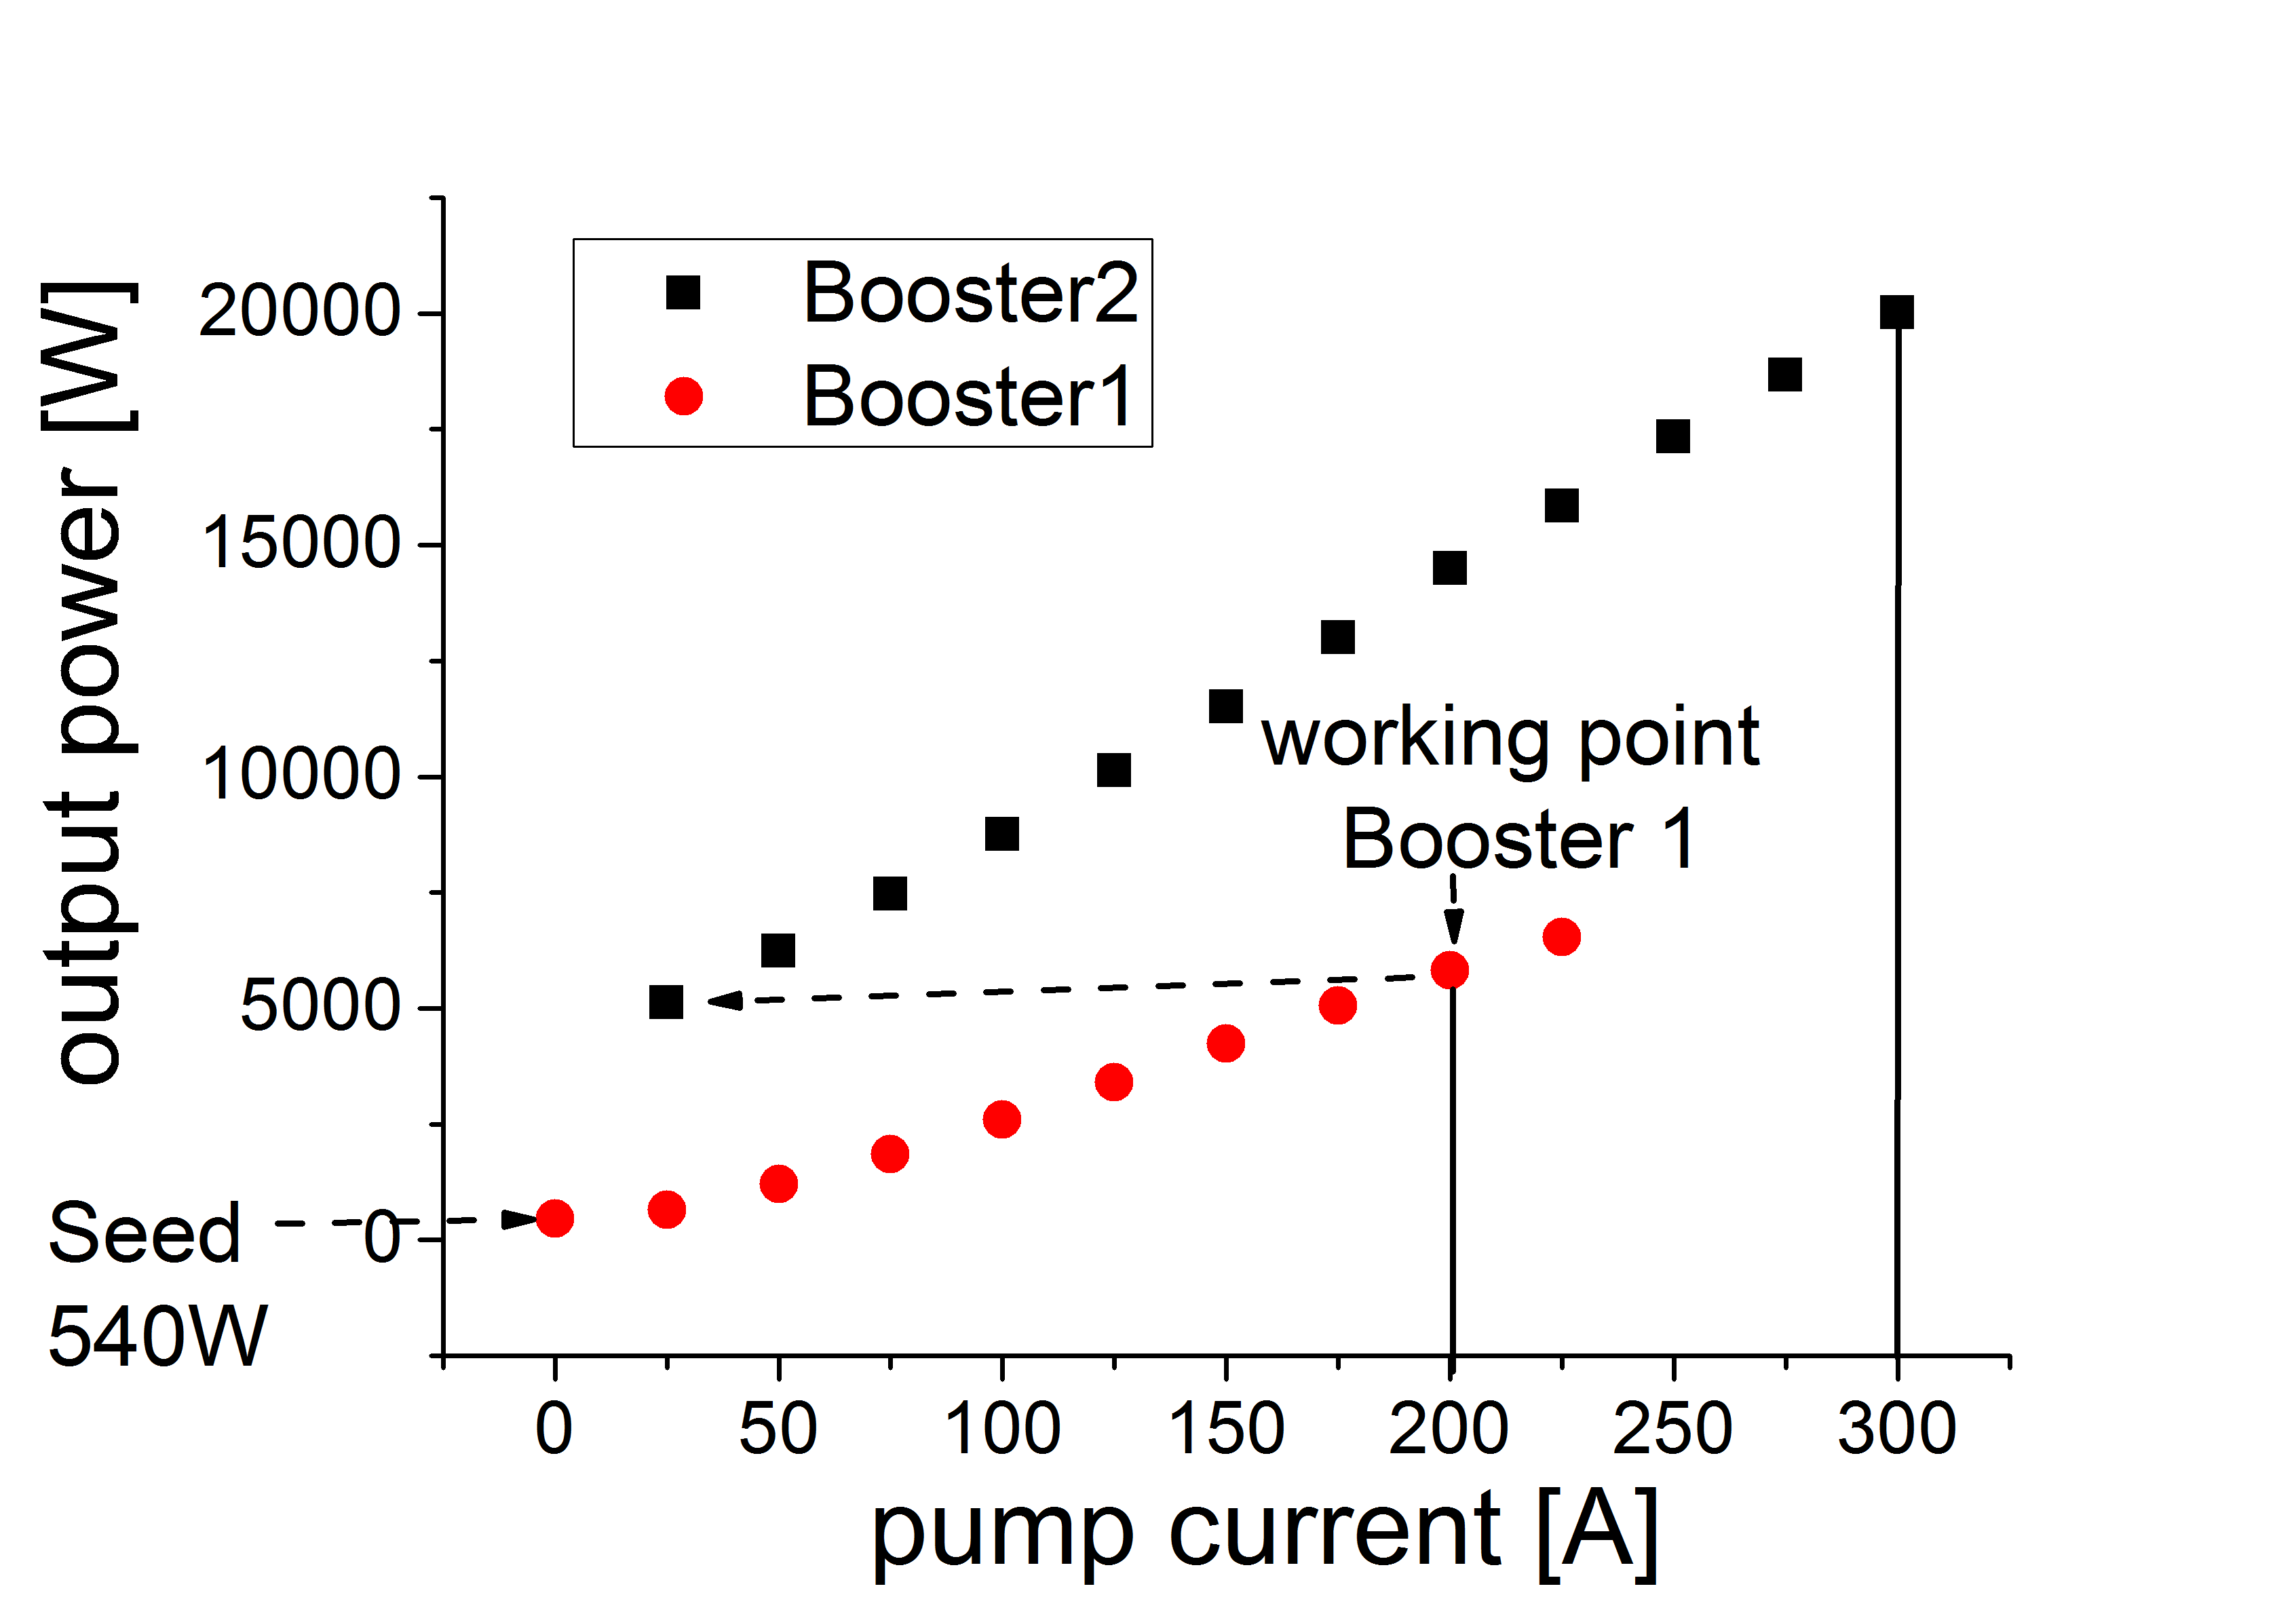 output power [W]
20000
15000
10000
5000
0
Booster2
Booster1
working point
Booster 1
Seed
540W
0
50
100
150
200
250
300
pump current [A]